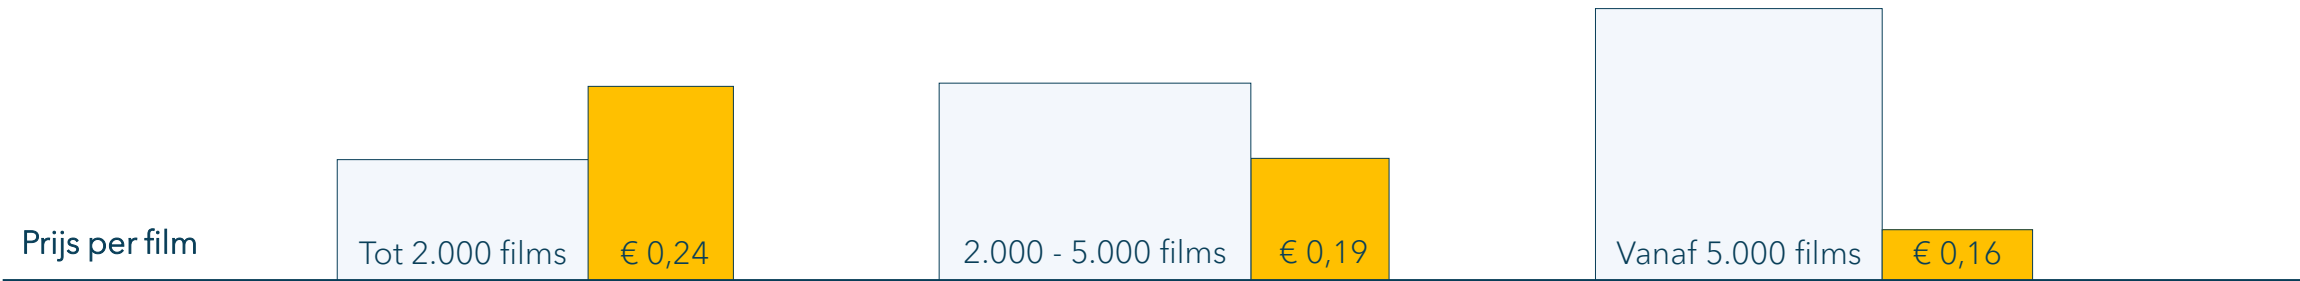 Prijs per film
Tot 2.000 films
€ 0,24
2.000 - 5.000 films
€ 0,19
Vanaf 5.000 films
€ 0,16